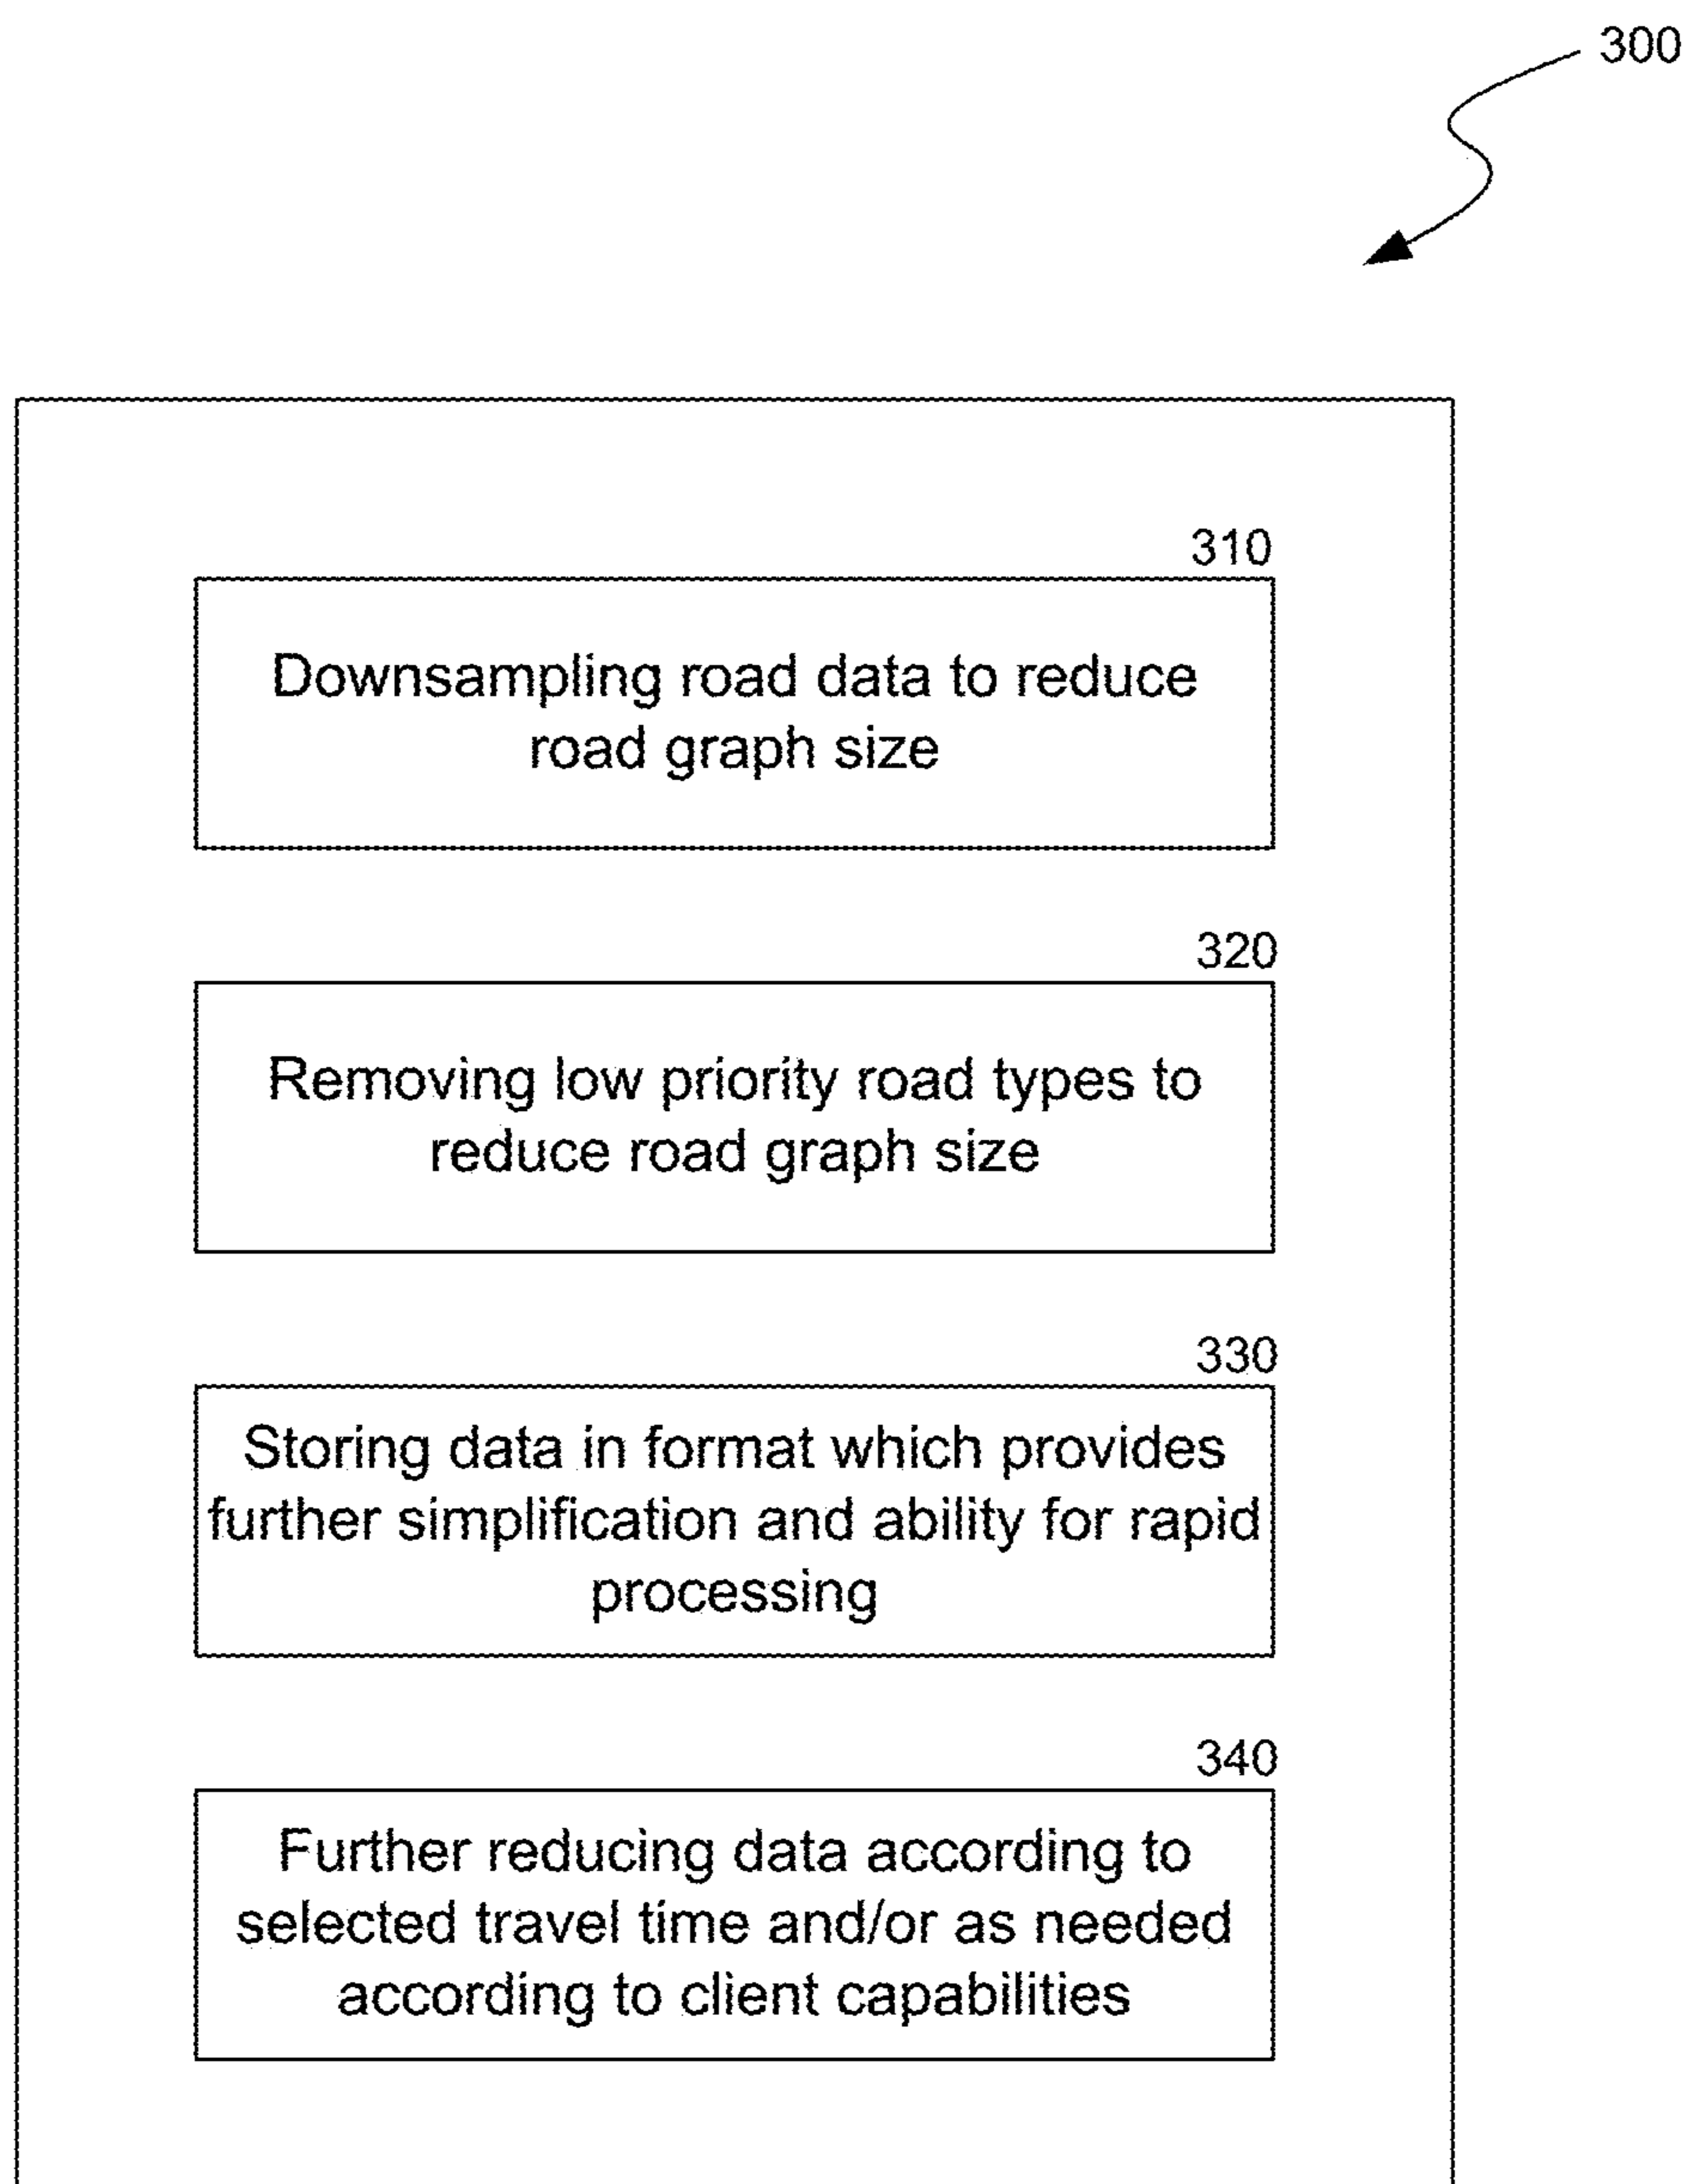 300
310
Downsampling road data to reduce
road graph size
320
Removing low priority road types to
reduce road graph size
330
Storing data in format which provides
further simplification and ability for rapid
processing
340
Further reducing data according to
selected travel time and/or as needed
according to client capabilities